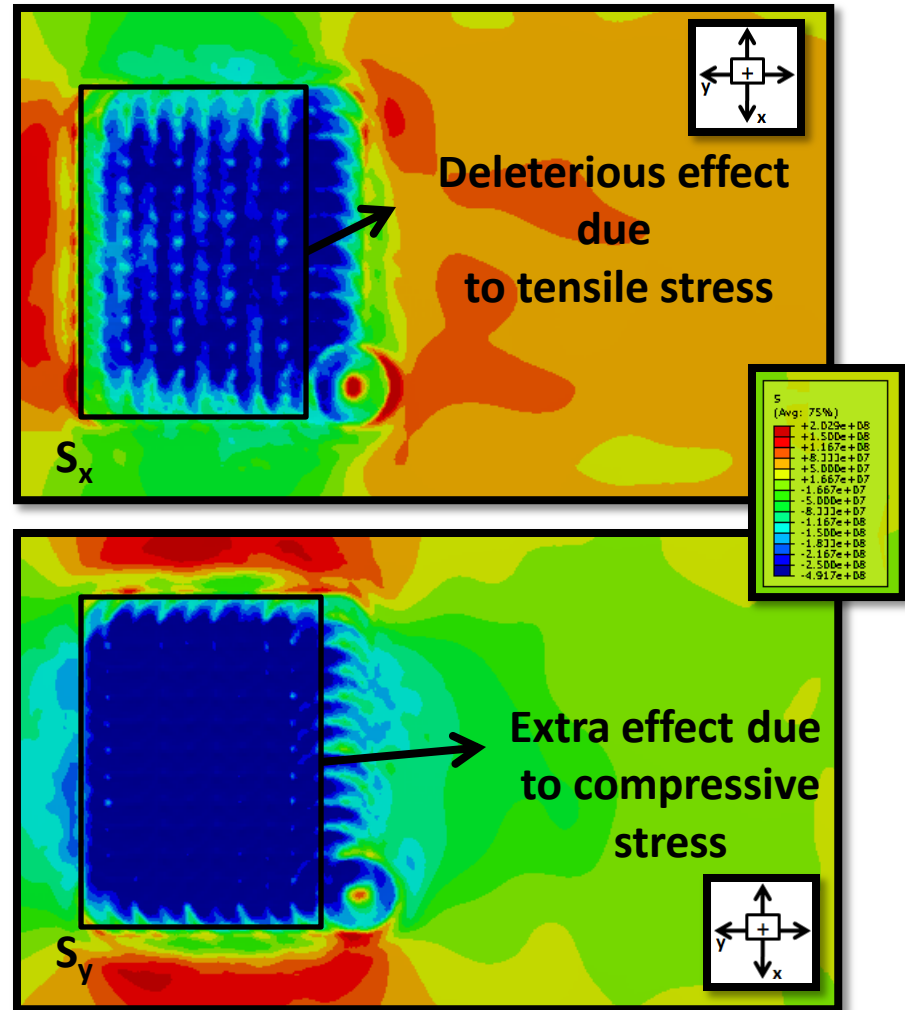 +
y
x
Deleterious effect
due
to tensile stress
Sx
S
(Avg: 75%)
+2.029e+08
+1.500e+08
+1.167e+08
+8.333e+07
+5.000e+07
+1.667e+07
-1.667e+07
-5.000e+07
-8.333e+07
-1.167e+08
-1.500e+08
-1.833e+08
-2.167e+08
-2.500e+08
-4.917e+08
Extra effect due
to compressive
stress
+
y
x
Sy